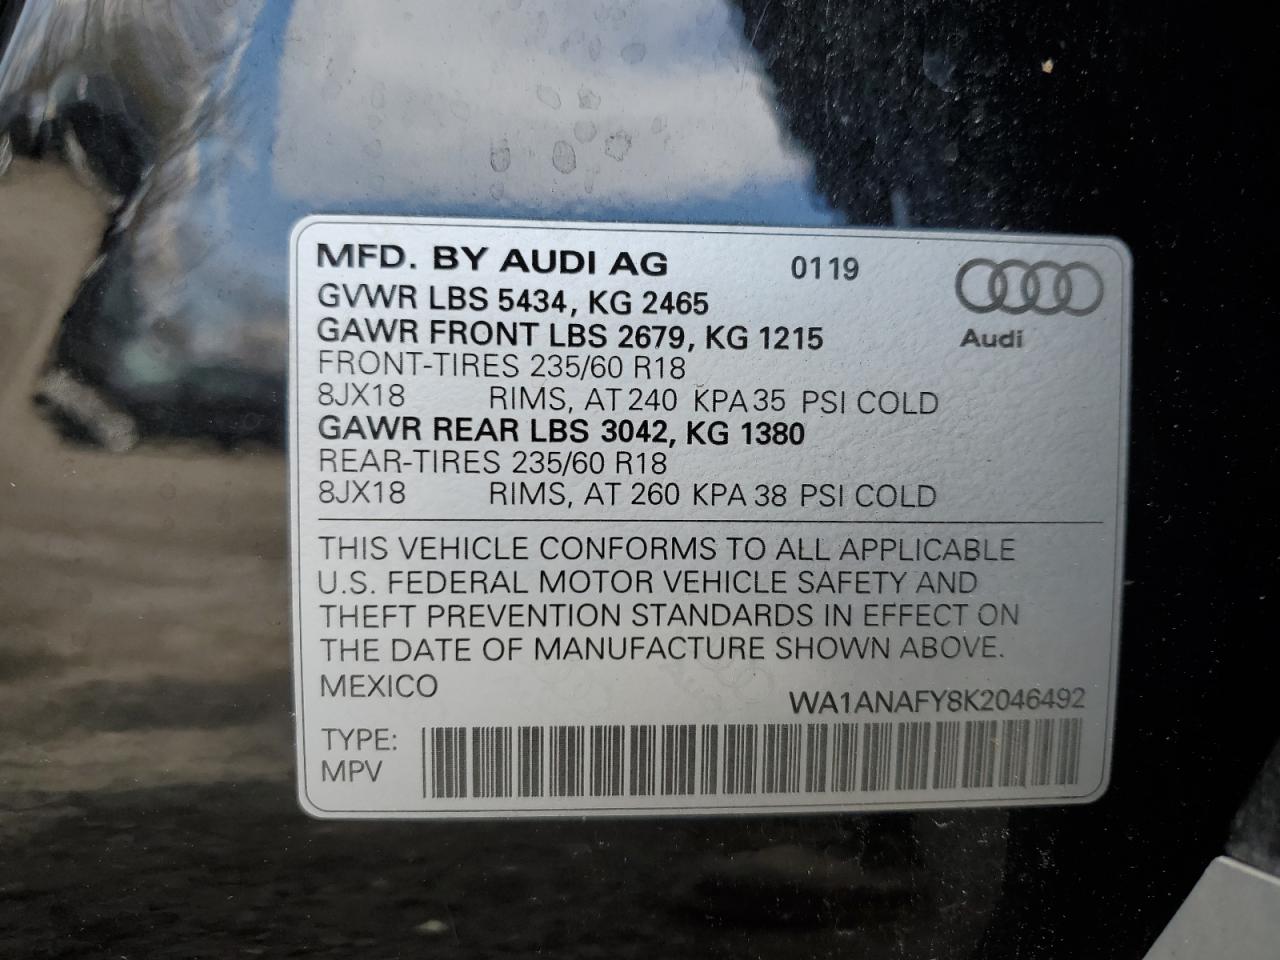 MFD. BY AUDI AG 0119
GVWR LBS 5434, KG 2465
GAWR FRONT LBS 2679, KG 1215
Audi
FRONT-TIRES 235/60 R18
8JX18 RIMS, AT 240 KPA 35 PSI COLD
GAWR REAR LBS 3042, KG 1380
REAR-TIRES 235/60 R18
8JX18 RIMS, AT 260 KPA 38 PSI COLD
THIS VEHICLE CONFORMS TO ALL APPLICABLE
U.S. FEDERAL MOTOR VEHICLE SAFETY AND
THEFT PREVENTION STANDARDS IN EFFECT ON
THE DATE OF MANUFACTURE SHOWN ABOVE.
MEXICO WA1ANAFY8K2046492
TYPE:
MPV